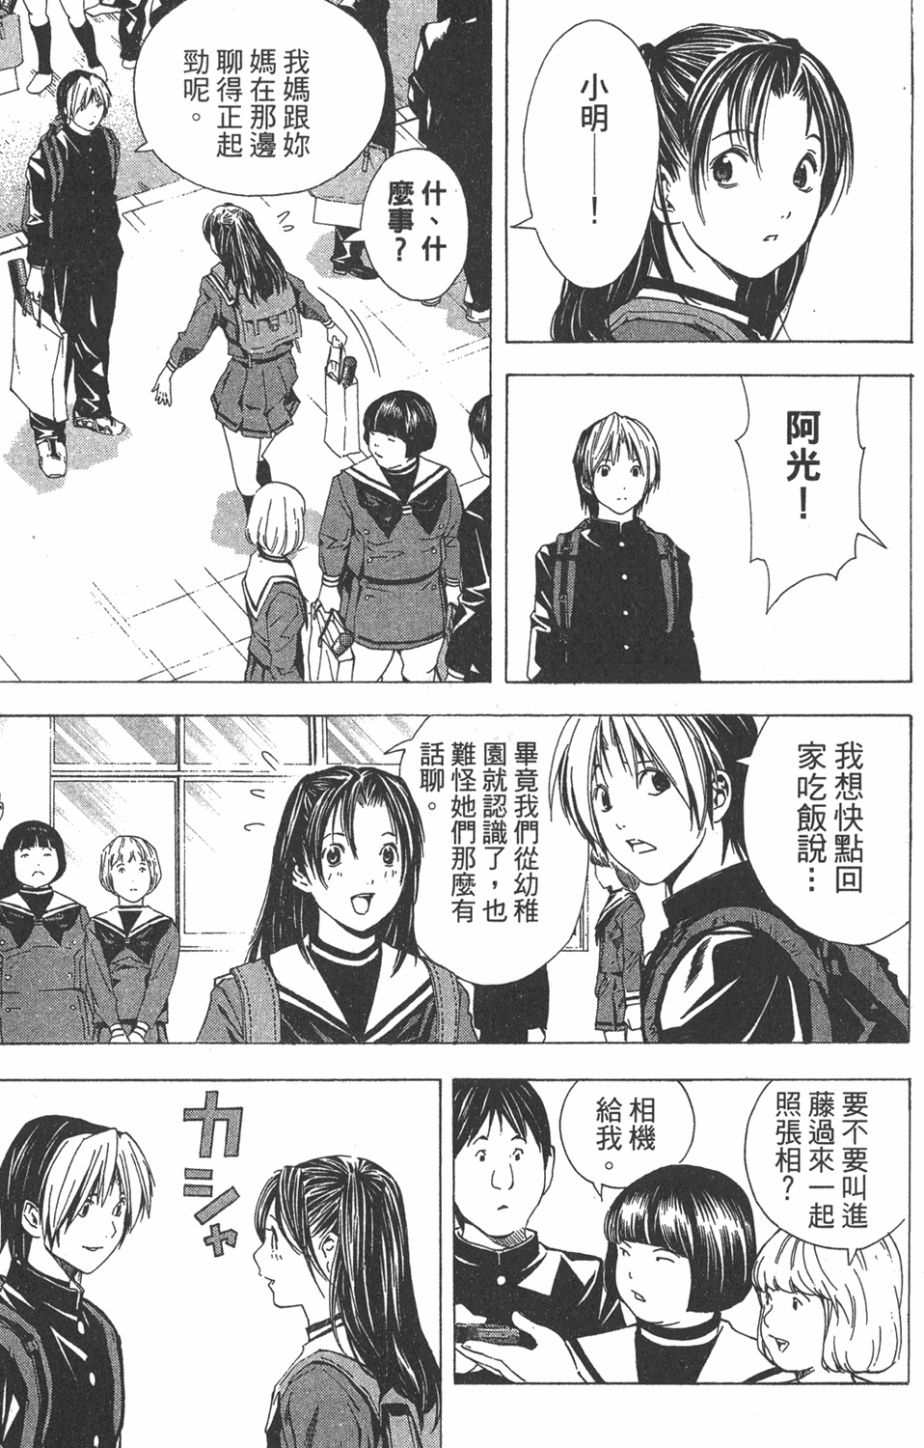 小明——！
阿光！
什、什
麼事？
我媽跟妳
媽在那邊
聊得正起
勁呢。
我想快點回
家吃飯說…
畢竟我們從幼稚
園就認識了，也
難怪她們那麼有
話聊。
要不要叫進
藤過來一起
照張相？
相機
給我。
カシャ